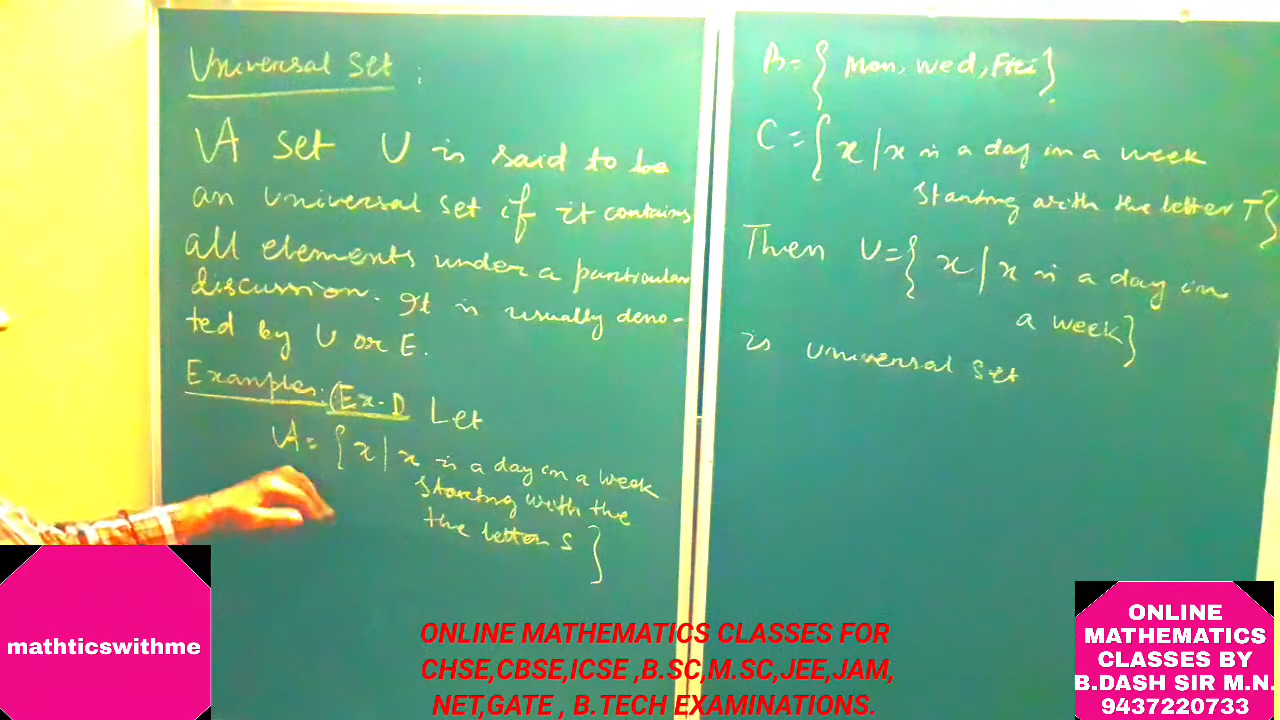 Universal Set :
A set U is said to be
an universal set if it contains
all elements under a particular
discussion. It is usually deno-
ted by U or E.
Examples: (Ex-1) Let
A = { x | x is a day in a week
starting with the
the letter S }
B = { Mon, Wed, Fri }
C = { x | x is a day in a week
starting with the letter T }
Then U = { x | x is a day in
a week }
is universal set
mathticswithme
ONLINE MATHEMATICS CLASSES FOR
CHSE,CBSE,ICSE ,B.SC,M.SC,JEE,JAM,
NET,GATE , B.TECH EXAMINATIONS.
ONLINE
MATHEMATICS
CLASSES BY
B.DASH SIR M.N.
9437220733